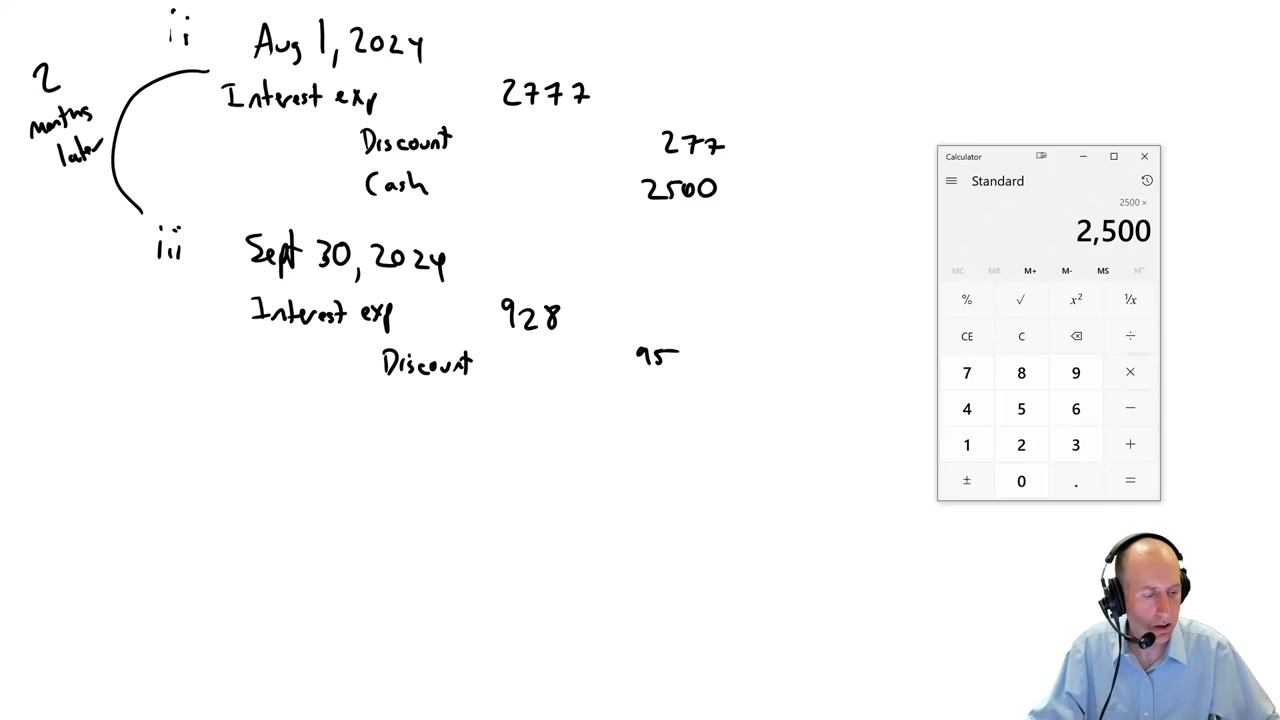 ii Aug 1, 2024
2 months later
Interest exp 2777
Discount 277
Cash 2500
iii Sept 30, 2024
Interest exp 928
Discount 95
Calculator
Standard
2500 ×
2,500
MC MR M+ M- MS M˅
% √ x² ¹/x
CE C ⌫ ÷
7 8 9 ×
4 5 6 −
1 2 3 +
± 0 . =